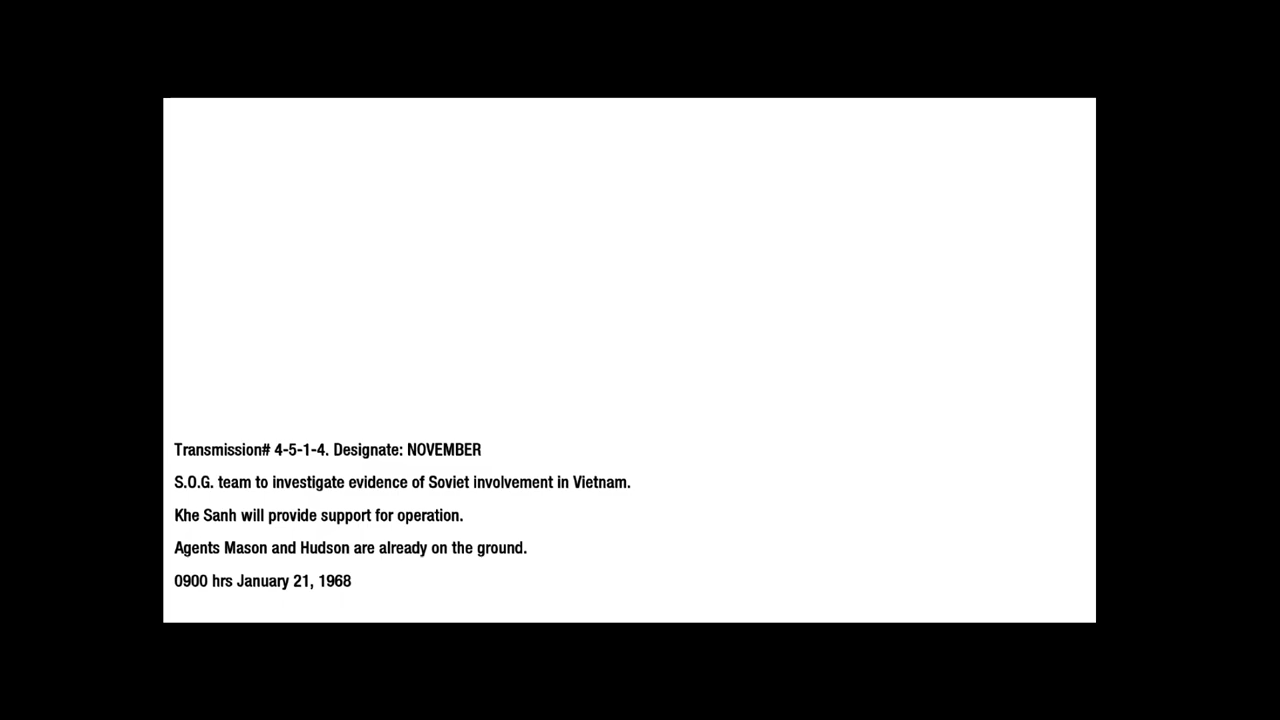 Transmission# 4-5-1-4. Designate: NOVEMBER
S.O.G. team to investigate evidence of Soviet involvement in Vietnam.
Khe Sanh will provide support for operation.
Agents Mason and Hudson are already on the ground.
0900 hrs January 21, 1968